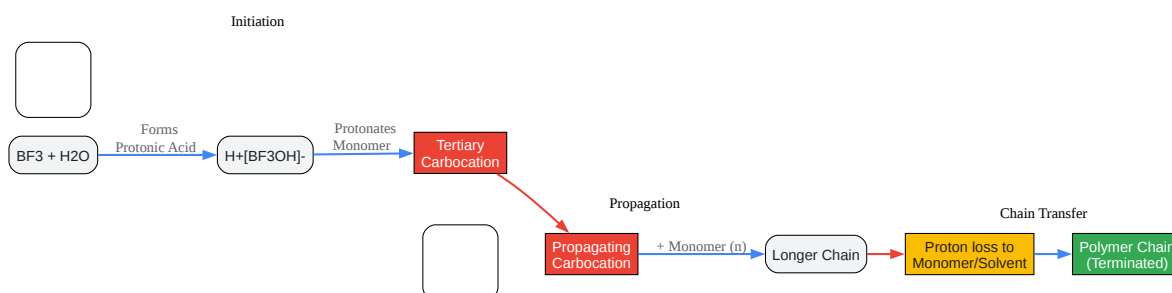 Initiation
Forms
Protonic Acid
Protonates
Monomer
BF3 + H2O
H+[BF3OH]-
Tertiary
Carbocation
Propagation
Chain Transfer
Propagating
Carbocation
+ Monomer (n)
Longer Chain
Proton loss to
Monomer/Solvent
Polymer Chain
(Terminated)